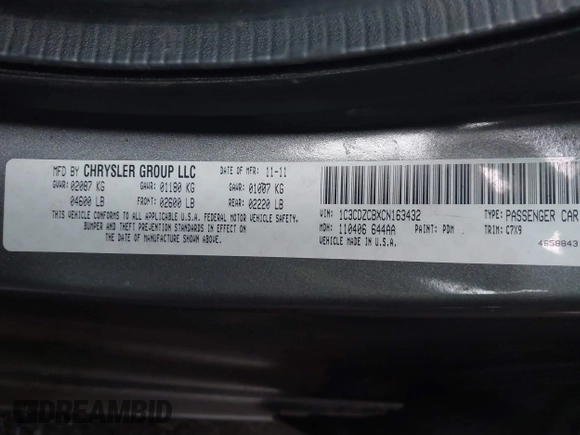 MFD BY CHRYSLER GROUP LLC DATE OF MFR: 11-11
GVWR: 02087 KG GAWR: 01180 KG GAWR: 01007 KG
04600 LB FRONT: 02600 LB REAR: 02220 LB
THIS VEHICLE CONFORMS TO ALL APPLICABLE U.S.A. FEDERAL MOTOR VEHICLE SAFETY,
BUMPER AND THEFT PREVENTION STANDARDS IN EFFECT ON
THE DATE OF MANUFACTURE SHOWN ABOVE.
VIN: 1C3CDZCBXCN163432 TYPE: PASSENGER CAR
MDH: 110406 644AA PAINT: PDM TRIM: C7X9
VEHICLE MADE IN U.S.A. 4658843
DREAMBID